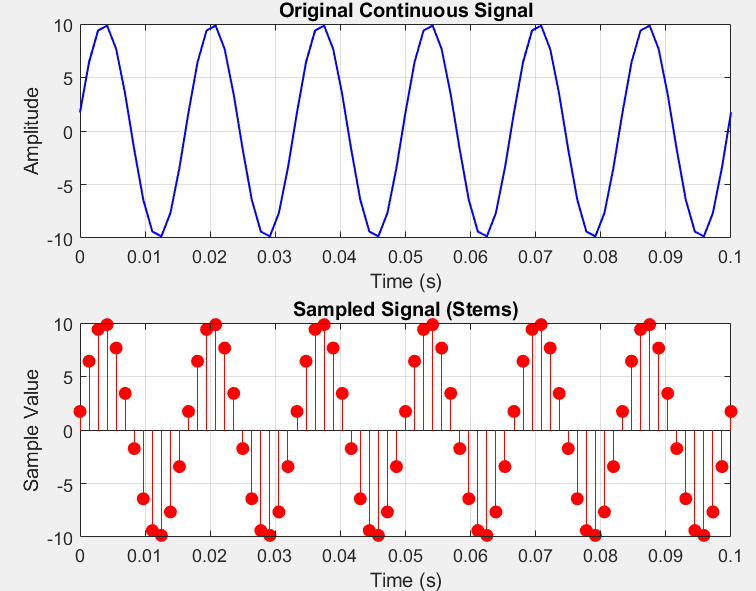 Original Continuous Signal
10
5
0
-5
-10
Amplitude
0 0.01 0.02 0.03 0.04 0.05 0.06 0.07 0.08 0.09 0.1
Time (s)
Sampled Signal (Stems)
10
5
0
-5
-10
Sample Value
0 0.01 0.02 0.03 0.04 0.05 0.06 0.07 0.08 0.09 0.1
Time (s)